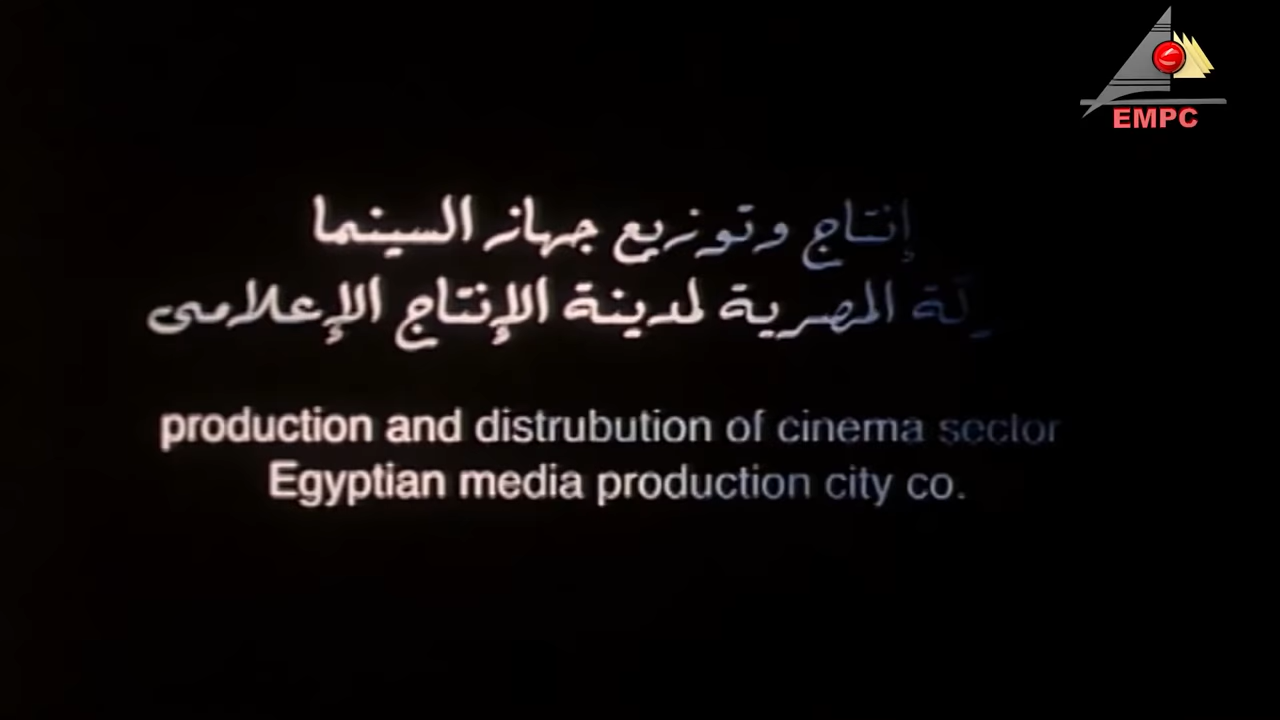 EMPC
إنتاج وتوزيع جهاز السينما
المصرية لمدينة الإنتاج الإعلامى
production and distrubution of cinema sector
Egyptian media production city co.